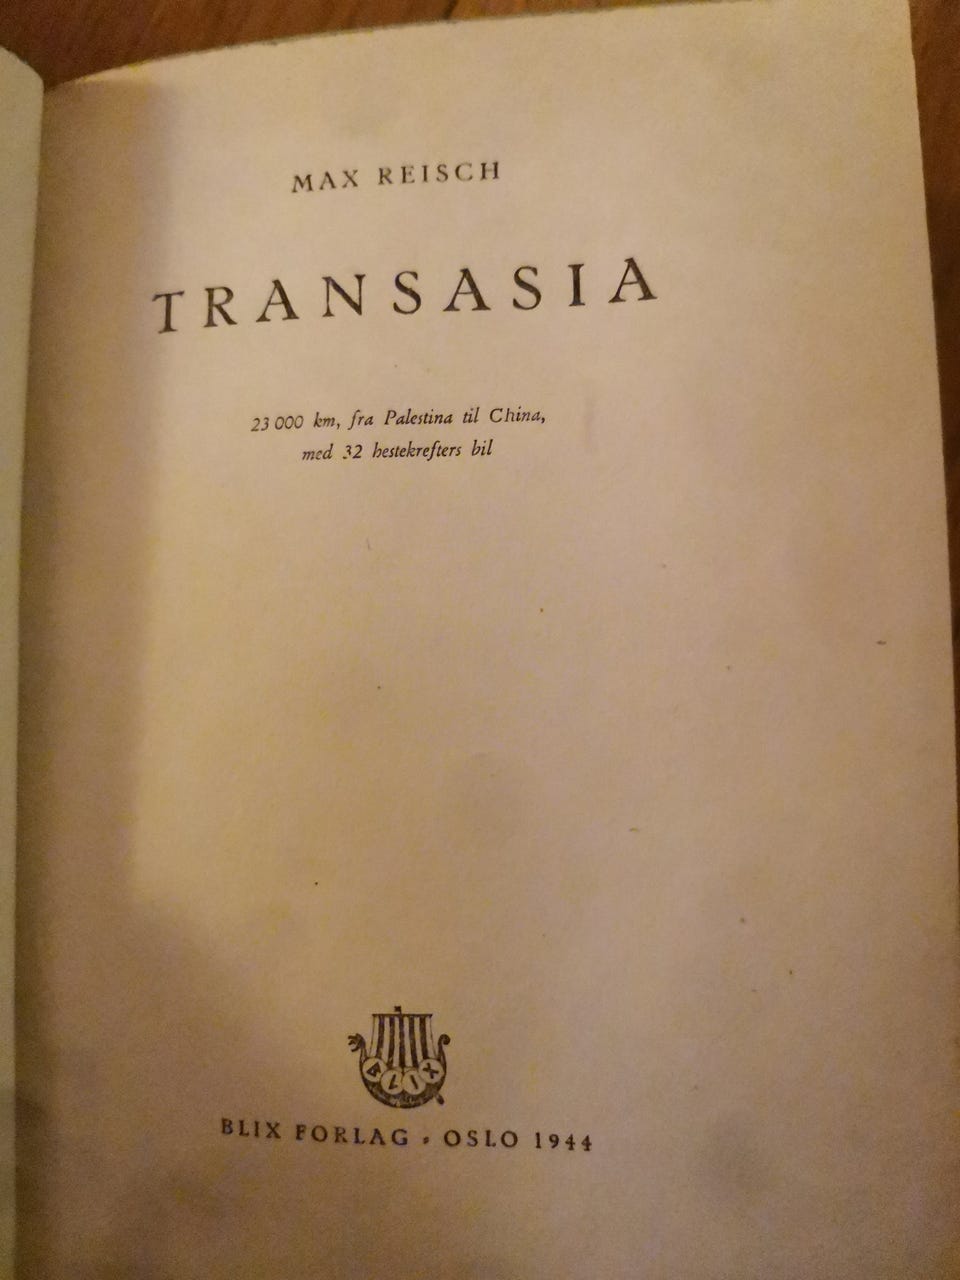 MAX REISCH
TRANSASIA
23 000 km, fra Palestina til China,
med 32 hestekrefters bil
BLIX
BLIX FORLAG • OSLO 1944